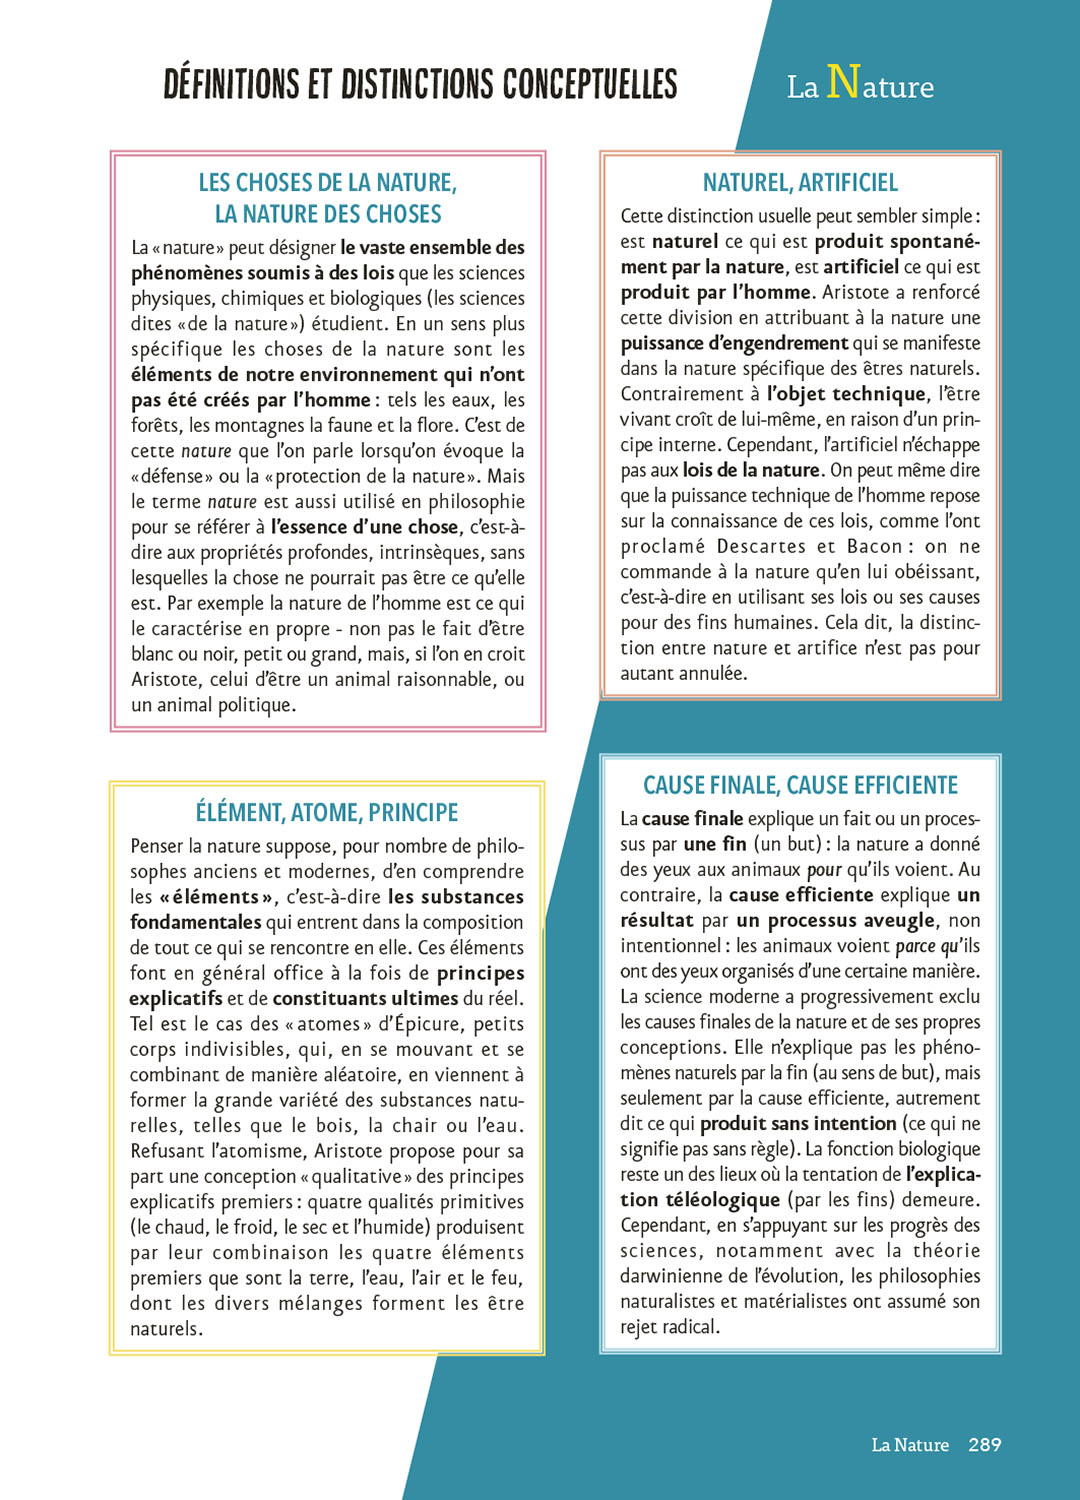 DÉFINITIONS ET DISTINCTIONS CONCEPTUELLES
La Nature
LES CHOSES DE LA NATURE,
LA NATURE DES CHOSES
La « nature » peut désigner le vaste ensemble des
phénomènes soumis à des lois que les sciences
physiques, chimiques et biologiques (les sciences
dites « de la nature ») étudient. En un sens plus
spécifique les choses de la nature sont les
éléments de notre environnement qui n'ont
pas été créés par l'homme : tels les eaux, les
forêts, les montagnes la faune et la flore. C'est de
cette nature que l'on parle lorsqu'on évoque la
« défense » ou la « protection de la nature ». Mais
le terme nature est aussi utilisé en philosophie
pour se référer à l'essence d'une chose, c'est-à-
dire aux propriétés profondes, intrinsèques, sans
lesquelles la chose ne pourrait pas être ce qu'elle
est. Par exemple la nature de l'homme est ce qui
le caractérise en propre - non pas le fait d'être
blanc ou noir, petit ou grand, mais, si l'on en croit
Aristote, celui d'être un animal raisonnable, ou
un animal politique.
ÉLÉMENT, ATOME, PRINCIPE
Penser la nature suppose, pour nombre de philo-
sophes anciens et modernes, d'en comprendre
les « éléments », c'est-à-dire les substances
fondamentales qui entrent dans la composition
de tout ce qui se rencontre en elle. Ces éléments
font en général office à la fois de principes
explicatifs et de constituants ultimes du réel.
Tel est le cas des « atomes » d'Épicure, petits
corps indivisibles, qui, en se mouvant et se
combinant de manière aléatoire, en viennent à
former la grande variété des substances natu-
relles, telles que le bois, la chair ou l'eau.
Refusant l'atomisme, Aristote propose pour sa
part une conception « qualitative » des principes
explicatifs premiers : quatre qualités primitives
(le chaud, le froid, le sec et l'humide) produisent
par leur combinaison les quatre éléments
premiers que sont la terre, l'eau, l'air et le feu,
dont les divers mélanges forment les être
naturels.
NATUREL, ARTIFICIEL
Cette distinction usuelle peut sembler simple :
est naturel ce qui est produit spontané-
ment par la nature, est artificiel ce qui est
produit par l'homme. Aristote a renforcé
cette division en attribuant à la nature une
puissance d'engendrement qui se manifeste
dans la nature spécifique des êtres naturels.
Contrairement à l'objet technique, l'être
vivant croît de lui-même, en raison d'un prin-
cipe interne. Cependant, l'artificiel n'échappe
pas aux lois de la nature. On peut même dire
que la puissance technique de l'homme repose
sur la connaissance de ces lois, comme l'ont
proclamé Descartes et Bacon : on ne
commande à la nature qu'en lui obéissant,
c'est-à-dire en utilisant ses lois ou ses causes
pour des fins humaines. Cela dit, la distinc-
tion entre nature et artifice n'est pas pour
autant annulée.
CAUSE FINALE, CAUSE EFFICIENTE
La cause finale explique un fait ou un proces-
sus par une fin (un but) : la nature a donné
des yeux aux animaux pour qu'ils voient. Au
contraire, la cause efficiente explique un
résultat par un processus aveugle, non
intentionnel : les animaux voient parce qu'ils
ont des yeux organisés d'une certaine manière.
La science moderne a progressivement exclu
les causes finales de la nature et de ses propres
conceptions. Elle n'explique pas les phéno-
mènes naturels par la fin (au sens de but), mais
seulement par la cause efficiente, autrement
dit ce qui produit sans intention (ce qui ne
signifie pas sans règle). La fonction biologique
reste un des lieux où la tentation de l'explica-
tion téléologique (par les fins) demeure.
Cependant, en s'appuyant sur les progrès des
sciences, notamment avec la théorie
darwinienne de l'évolution, les philosophies
naturalistes et matérialistes ont assumé son
rejet radical.
La Nature 289